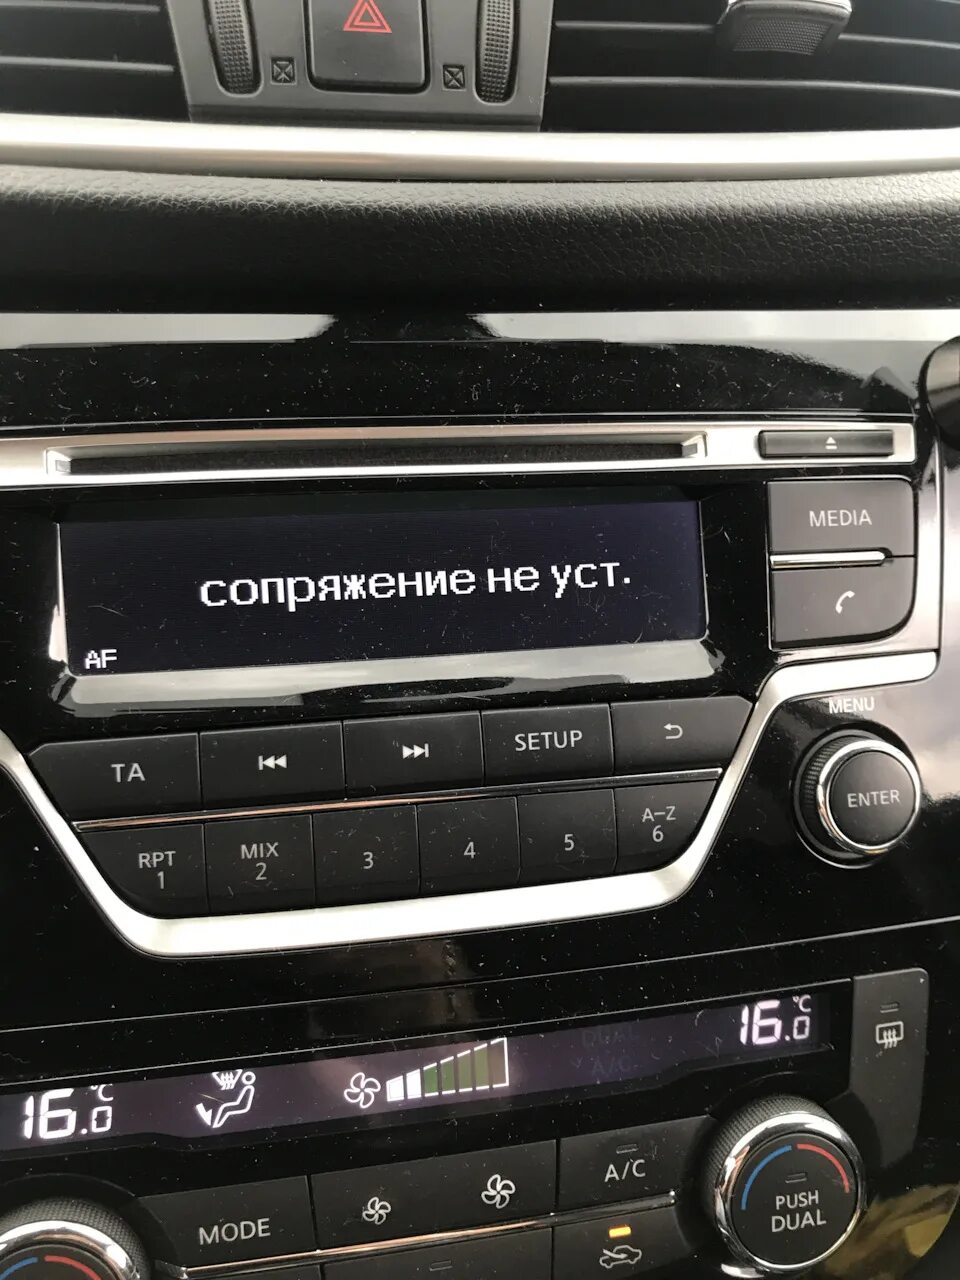 MEDIA
сопряжение не уст.
AF
MENU
TA
SETUP
ENTER
RPT 1
MIX 2
3
4
5
A-Z 6
16.0 °C
16.0 °C
DUAL
A/C
MODE
A/C
PUSH
DUAL